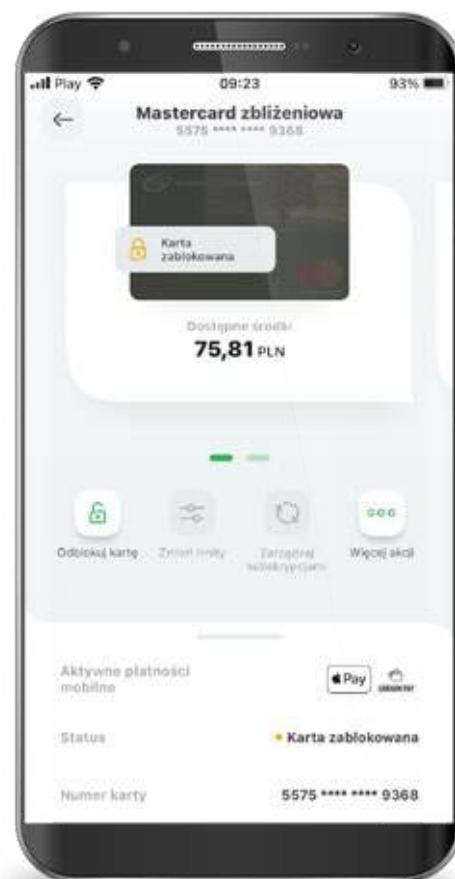 Play 09:23 93%
Mastercard zbliżeniowa
5575 **** **** 9368
Karta
zablokowana
Dostępne środki
75,81 PLN
Odblokuj kartę Zmień limity Zarządzaj subskrypcjami Więcej akcji
Aktywne płatności
mobilne
Pay
Status Karta zablokowana
Numer karty 5575 **** **** 9368